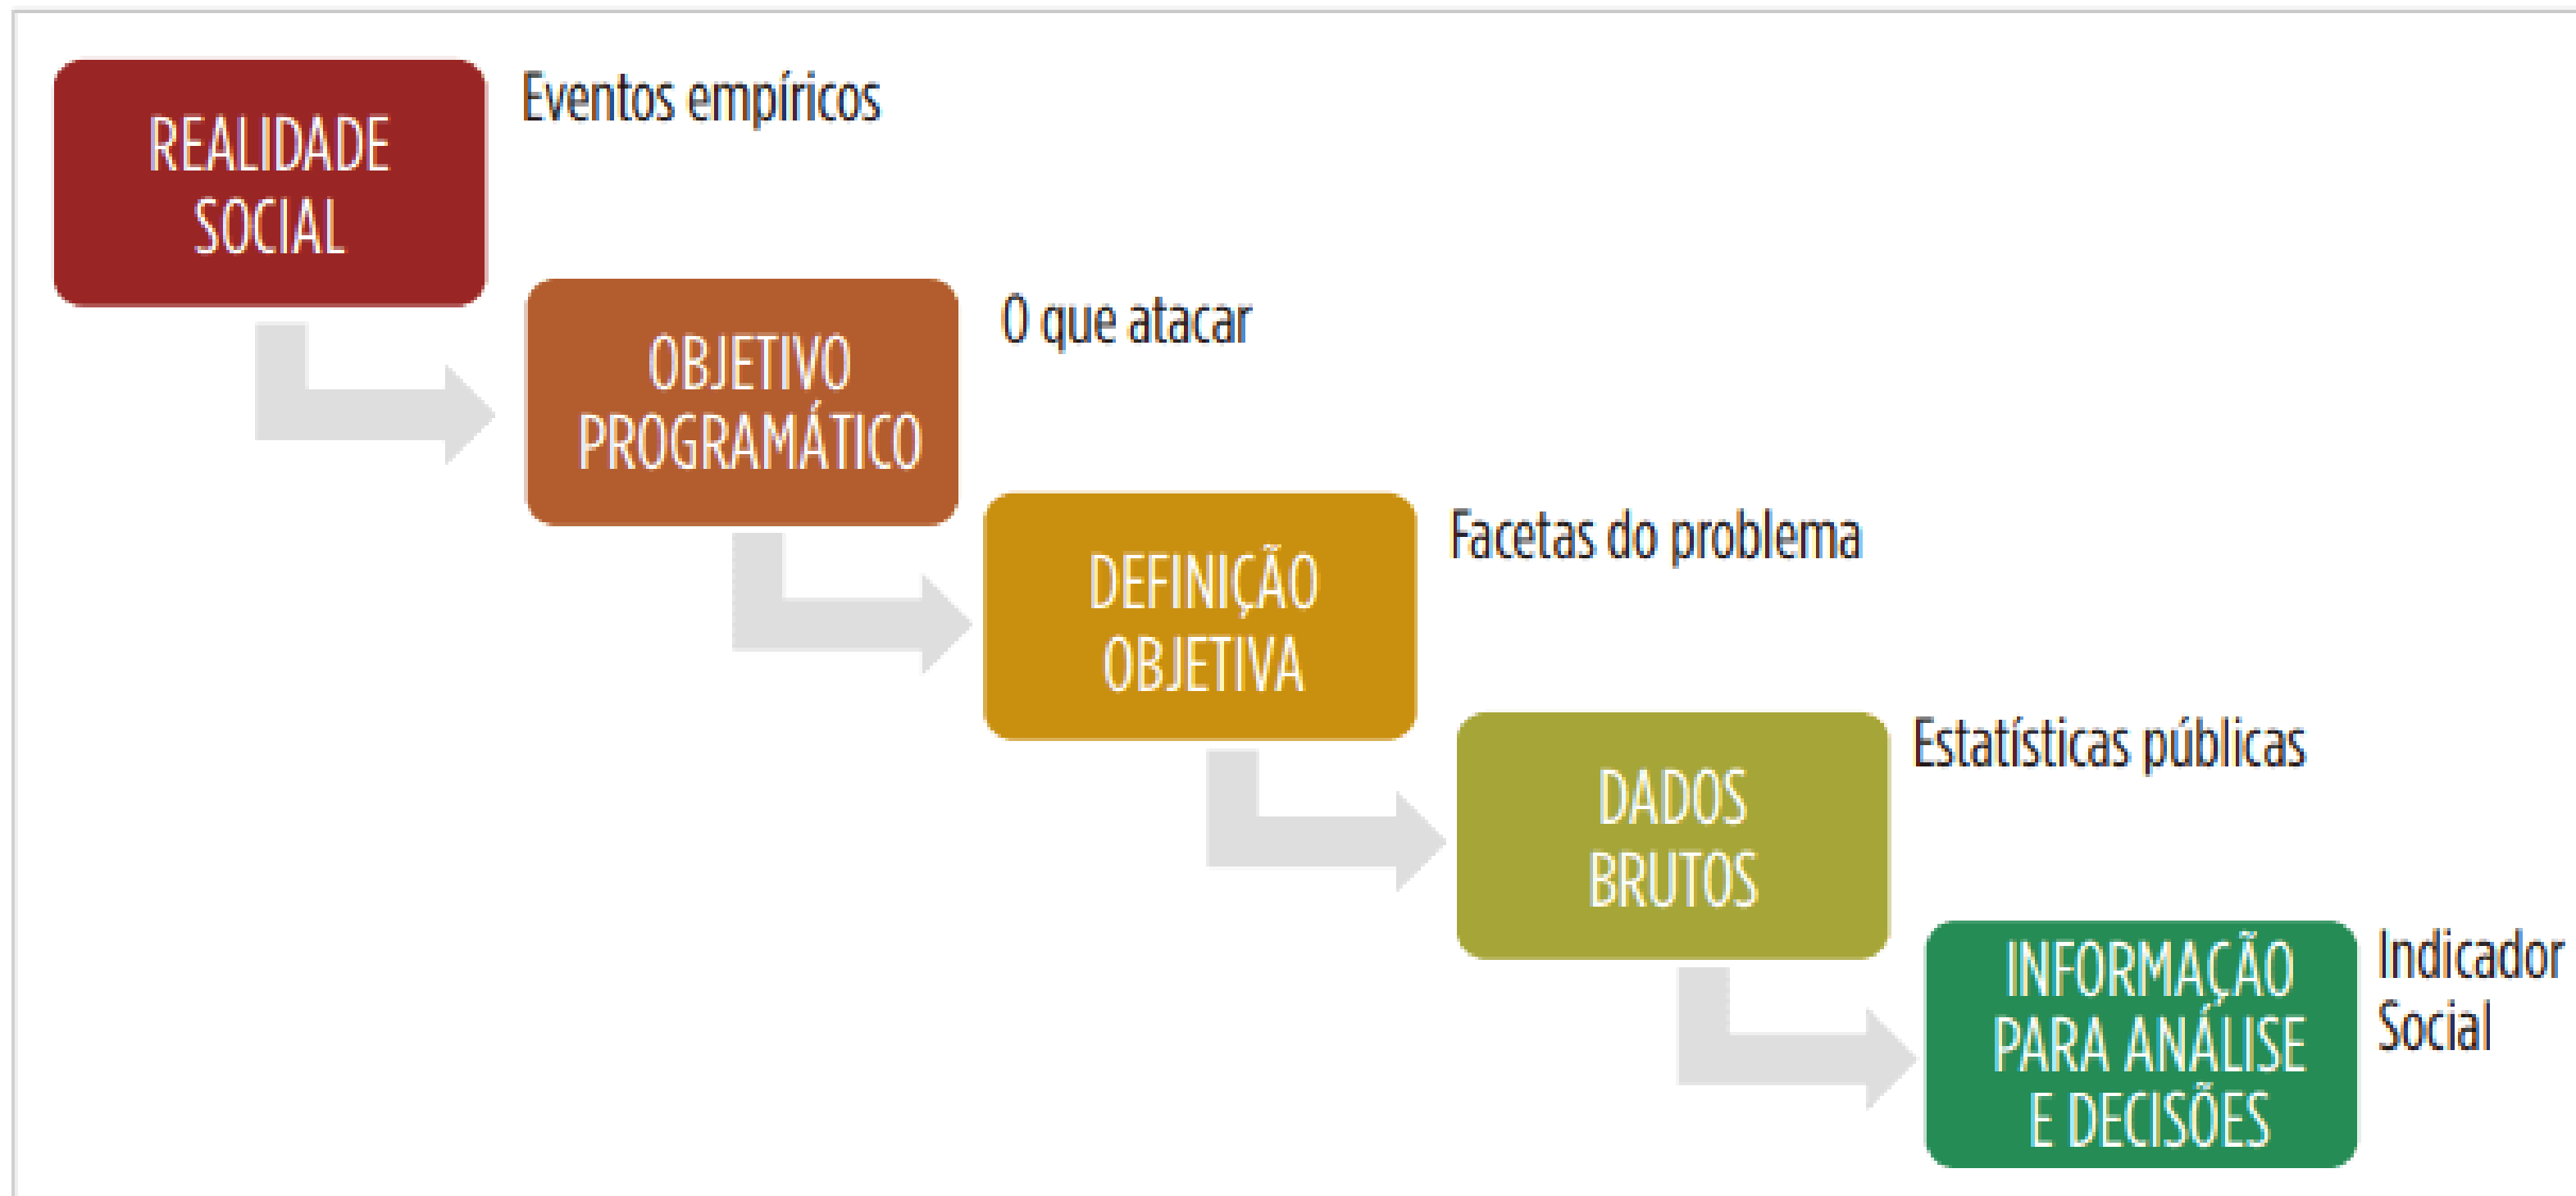 REALIDADE
SOCIAL
Eventos empíricos
OBJETIVO
PROGRAMÁTICO
O que atacar
DEFINIÇÃO
OBJETIVA
Facetas do problema
DADOS
BRUTOS
Estatísticas públicas
INFORMAÇÃO
PARA ANÁLISE
E DECISÕES
Indicador
Social